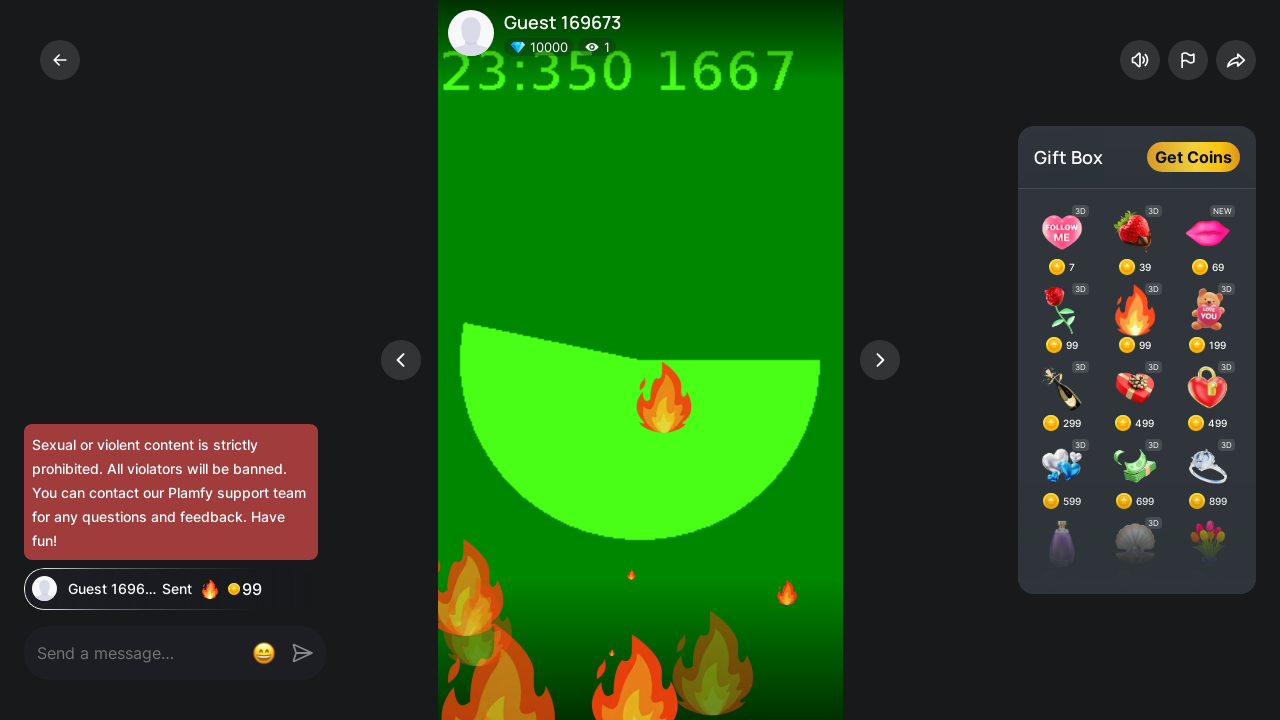 Guest 169673
10000
1
23:350 1667
Gift Box
Get Coins
3D
3D
NEW
FOLLOW
ME
7
39
69
3D
3D
3D
LOVE
YOU
99
99
199
3D
3D
3D
299
499
499
3D
3D
3D
599
699
899
3D
Sexual or violent content is strictly
prohibited. All violators will be banned.
You can contact our Plamfy support team
for any questions and feedback. Have
fun!
Guest 1696... Sent 99
Send a message...